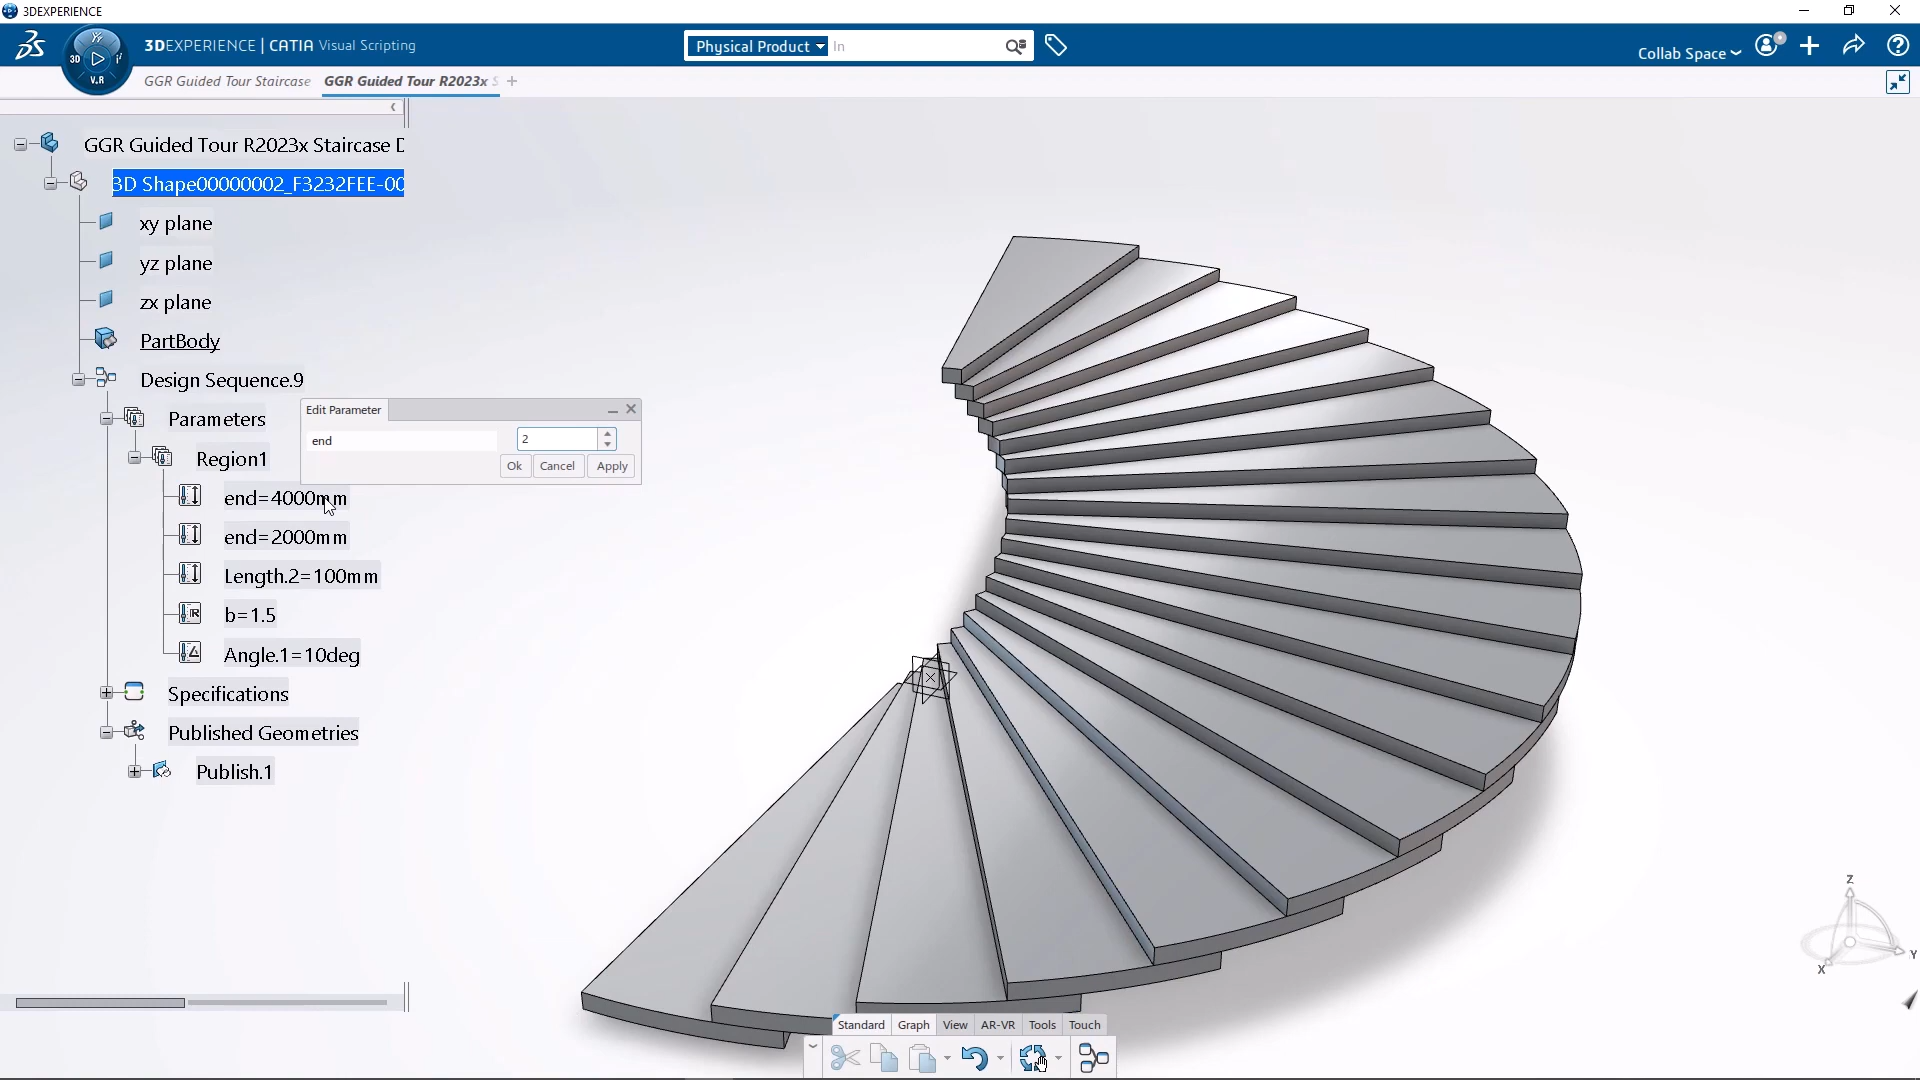 3DEXPERIENCE
3DEXPERIENCE | CATIA Visual Scripting
Physical Product
In
Collab Space
3D
V.R
GGR Guided Tour Staircase
GGR Guided Tour R2023x S
GGR Guided Tour R2023x Staircase D
3D Shape00000002_F3232FEE-00
xy plane
yz plane
zx plane
PartBody
Design Sequence.9
Parameters
Region1
end=4000mm
end=2000mm
Length.2=100mm
b=1.5
Angle.1=10deg
Specifications
Published Geometries
Publish.1
Edit Parameter
end
2
Ok
Cancel
Apply
Z
Y
X
Standard
Graph
View
AR-VR
Tools
Touch